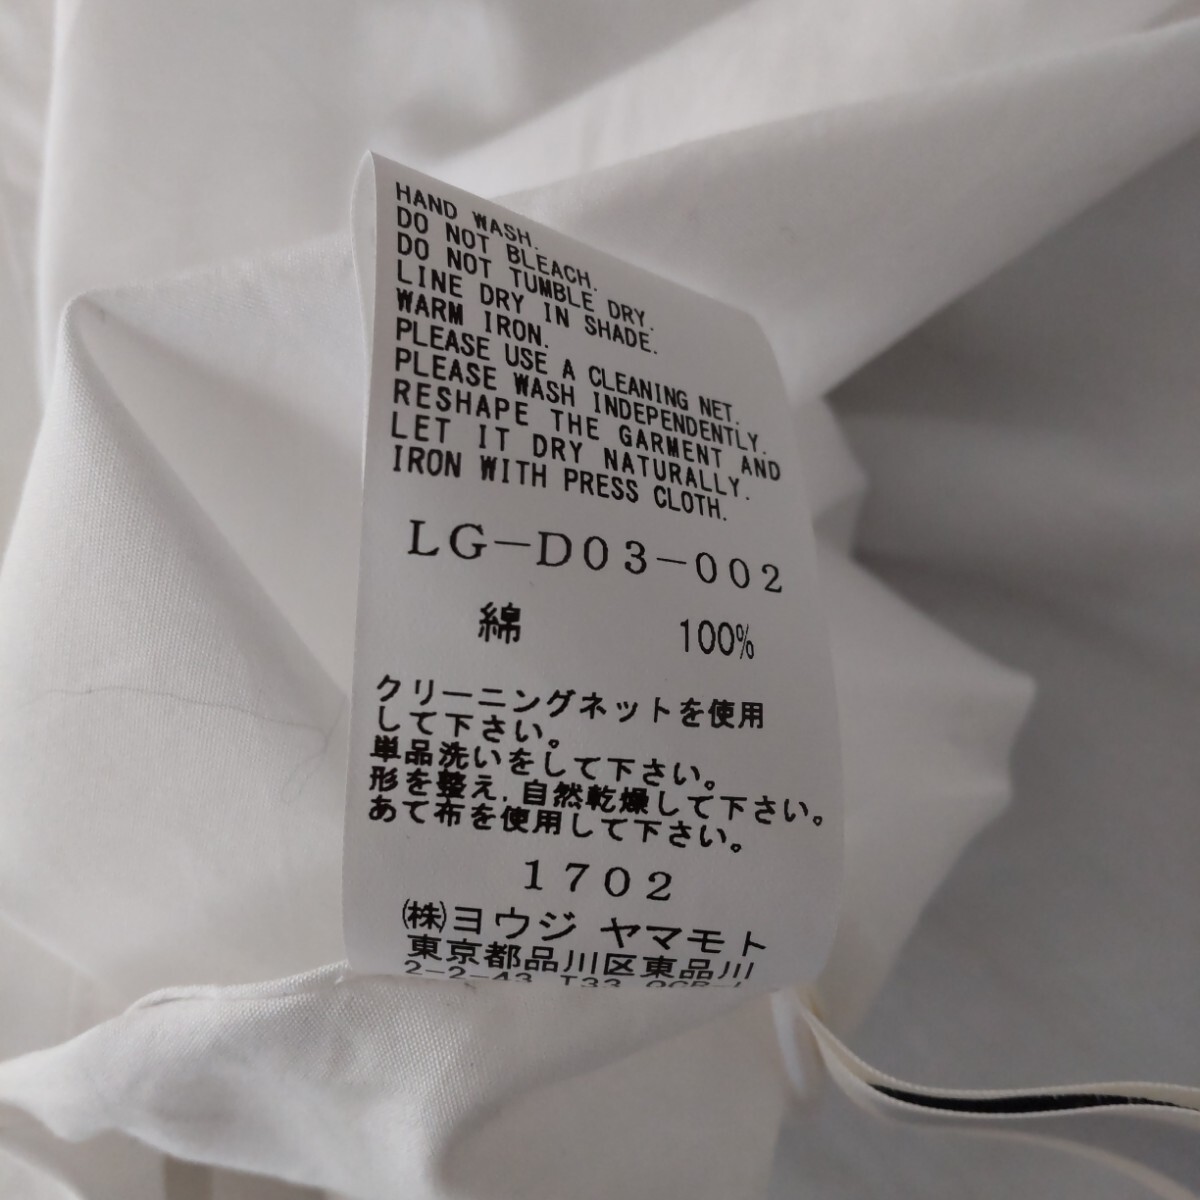 HAND WASH.
DO NOT BLEACH.
DO NOT TUMBLE DRY.
LINE DRY IN SHADE.
WARM IRON.
PLEASE USE A CLEANING NET.
PLEASE WASH INDEPENDENTLY.
RESHAPE THE GARMENT AND
LET IT DRY NATURALLY.
IRON WITH PRESS CLOTH.
LG-D03-002
綿 100%
クリーニングネットを使用
して下さい。
単品洗いをして下さい。
形を整え,自然乾燥して下さい。
あて布を使用して下さい。
1702
(株)ヨウジ ヤマモト
東京都品川区東品川
2-2-43 T33